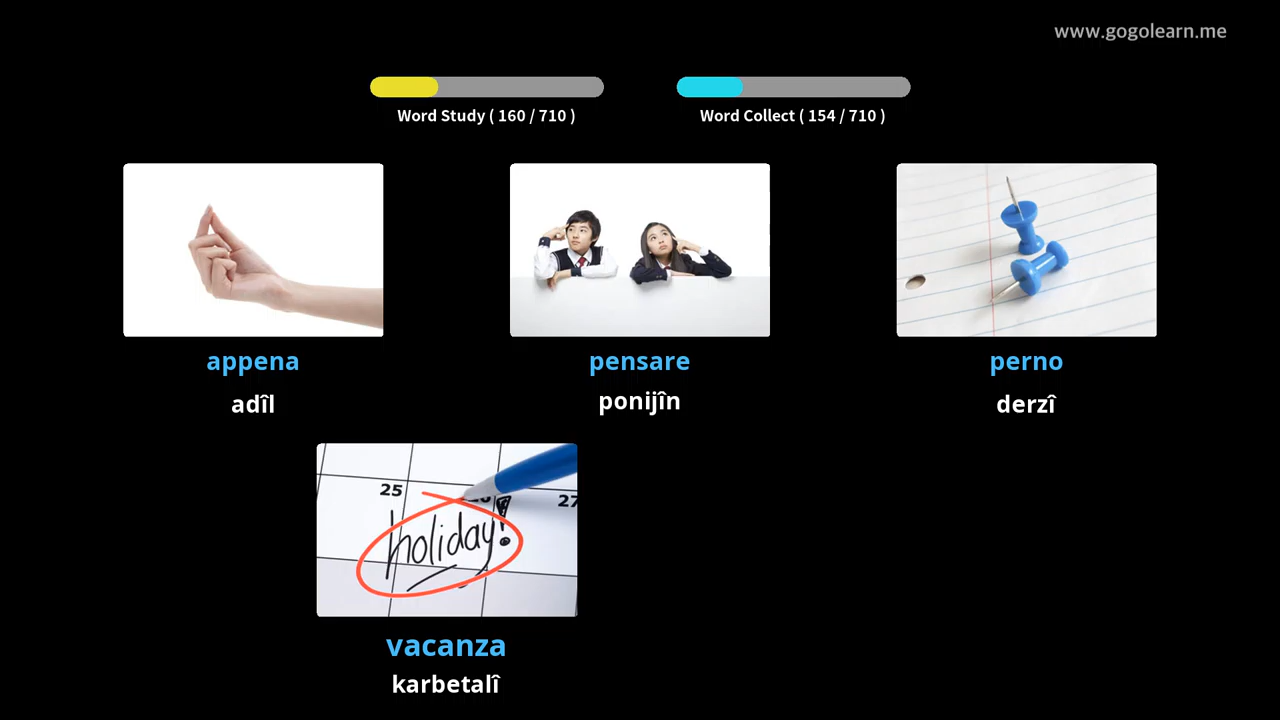 www.gogolearn.me
Word Study ( 160 / 710 )
Word Collect ( 154 / 710 )
appena
adîl
pensare
ponijîn
perno
derzî
25
27
holiday!
vacanza
karbetalî